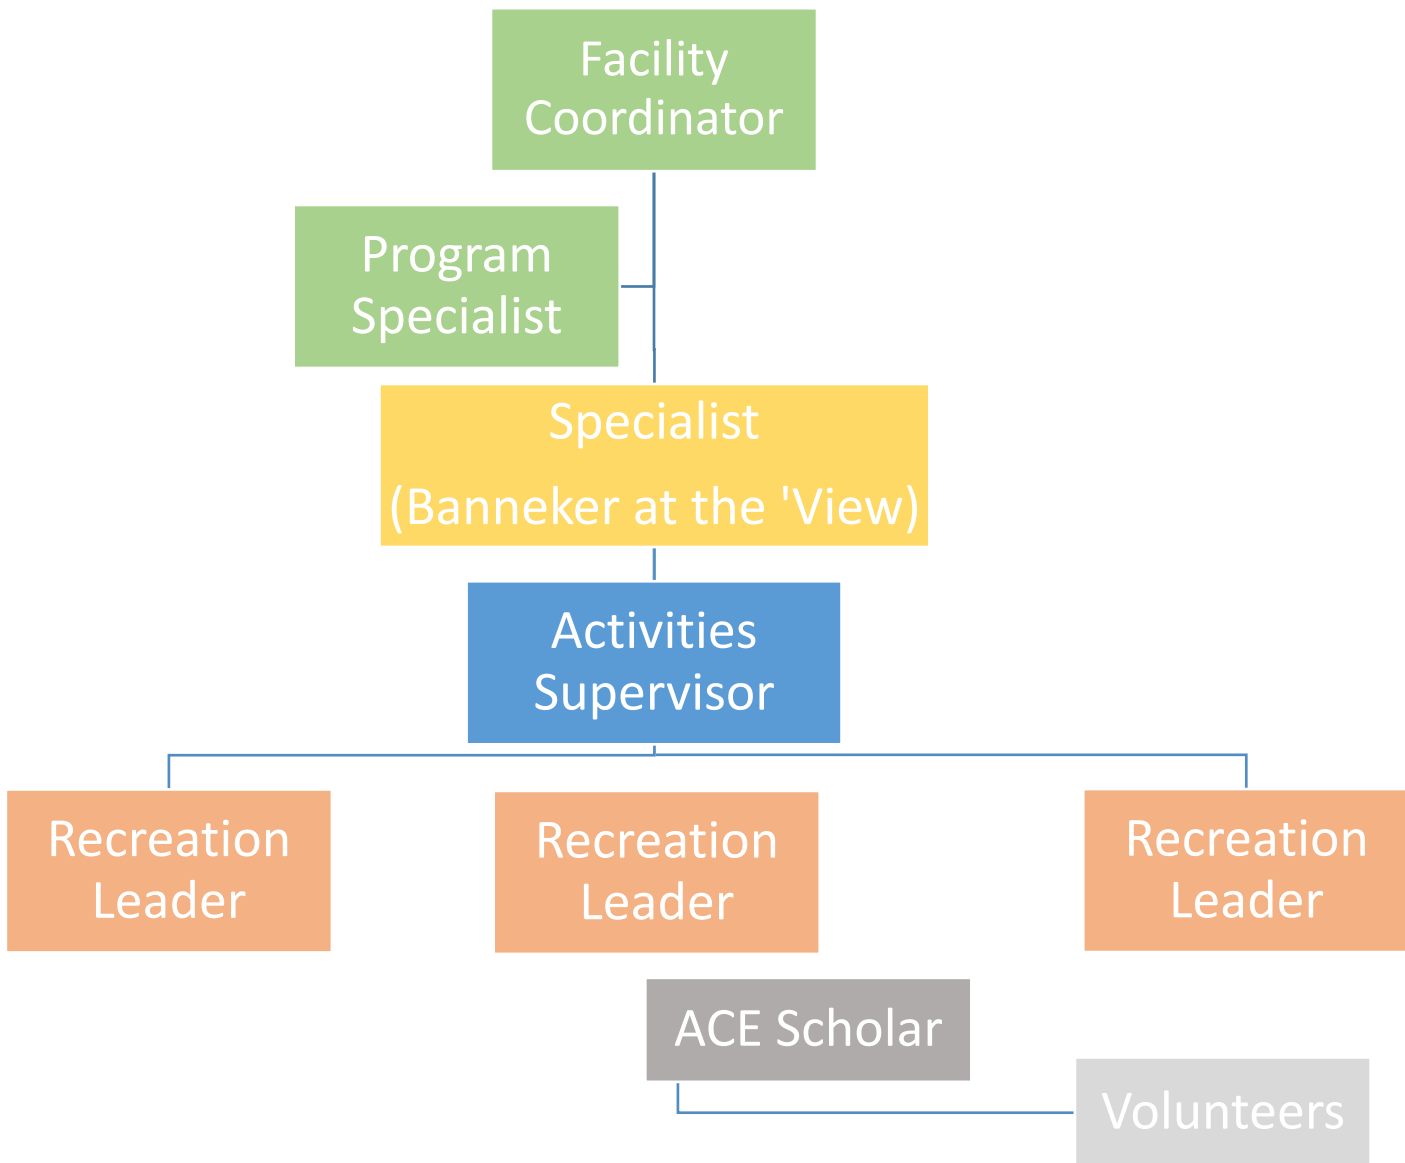 Facility
Coordinator
Program
Specialist
Specialist
(Banneker at the 'View)
Activities
Supervisor
Recreation
Leader
Recreation
Leader
Recreation
Leader
ACE Scholar
Volunteers